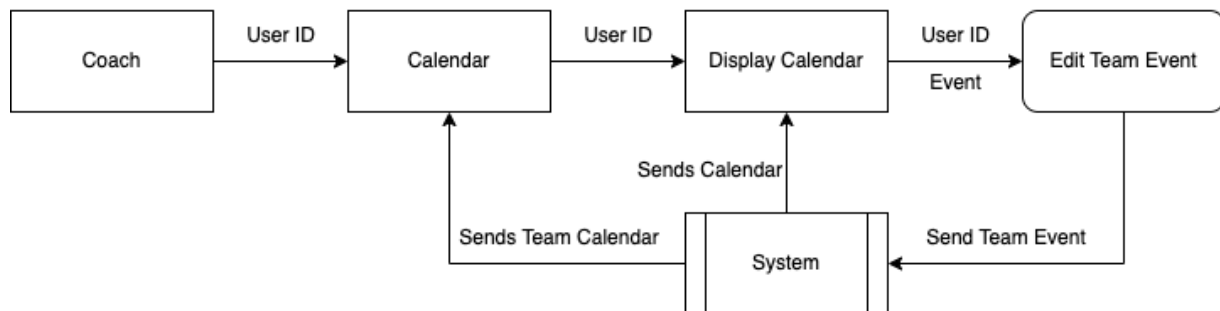 User ID
User ID
User ID
Coach
Calendar
Display Calendar
Edit Team Event
Event
Sends Calendar
Sends Team Calendar
Send Team Event
System